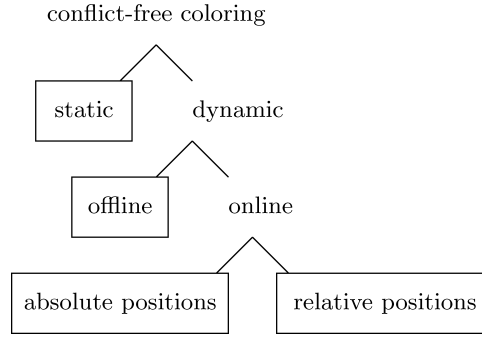 conflict-free coloring
static
dynamic
offline
online
absolute positions
relative positions